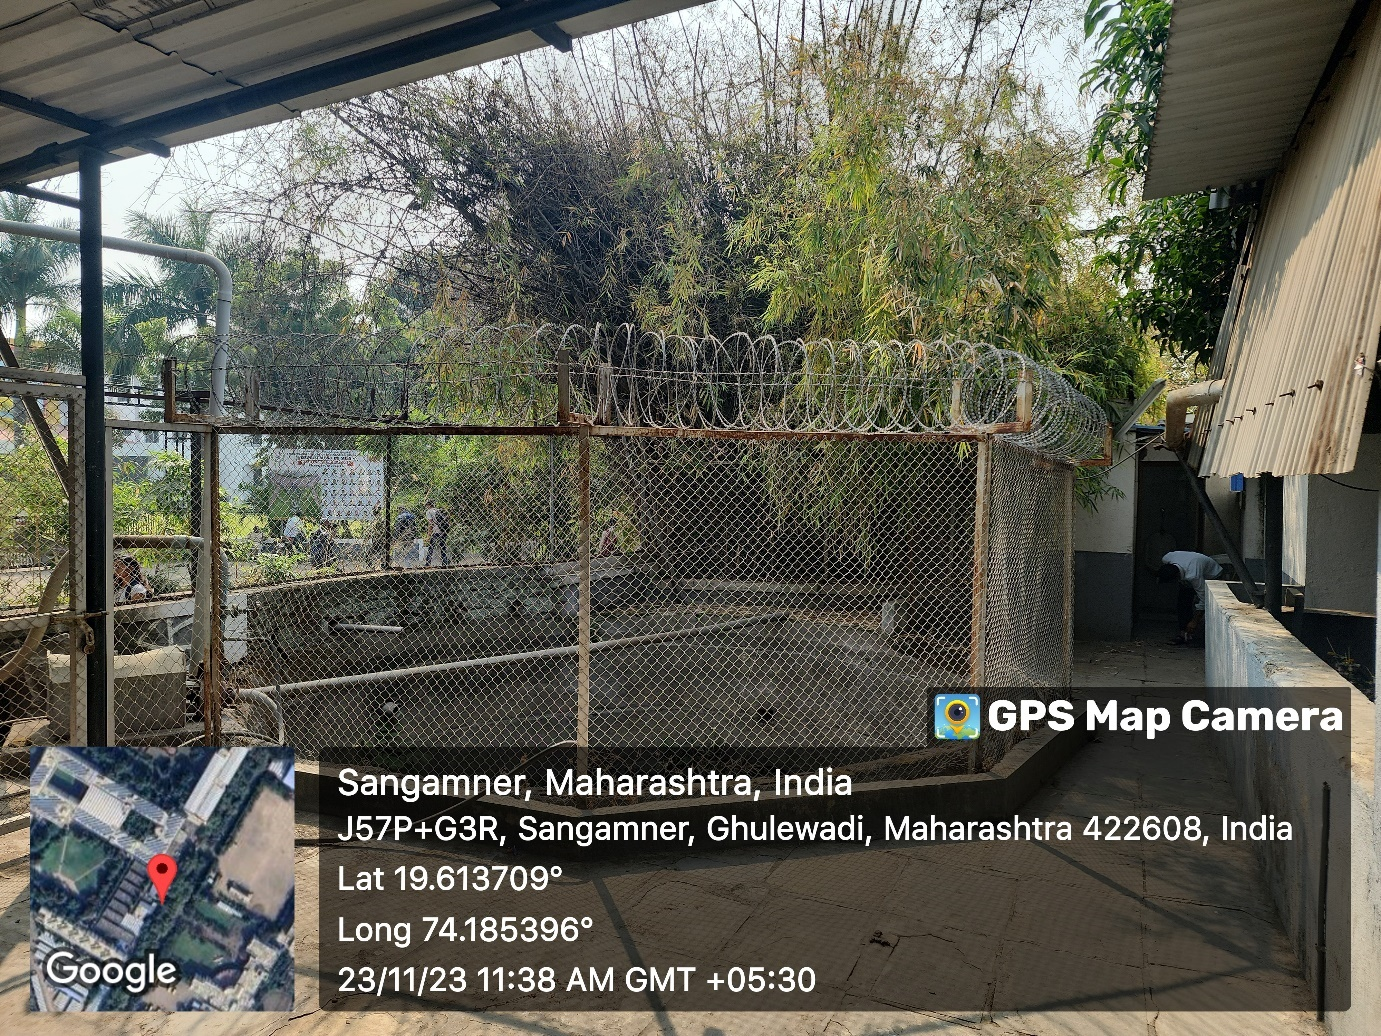 GPS Map Camera
Sangamner, Maharashtra, India
J57P+G3R, Sangamner, Ghulewadi, Maharashtra 422608, India
Lat 19.613709°
Long 74.185396°
23/11/23 11:38 AM GMT +05:30
Google